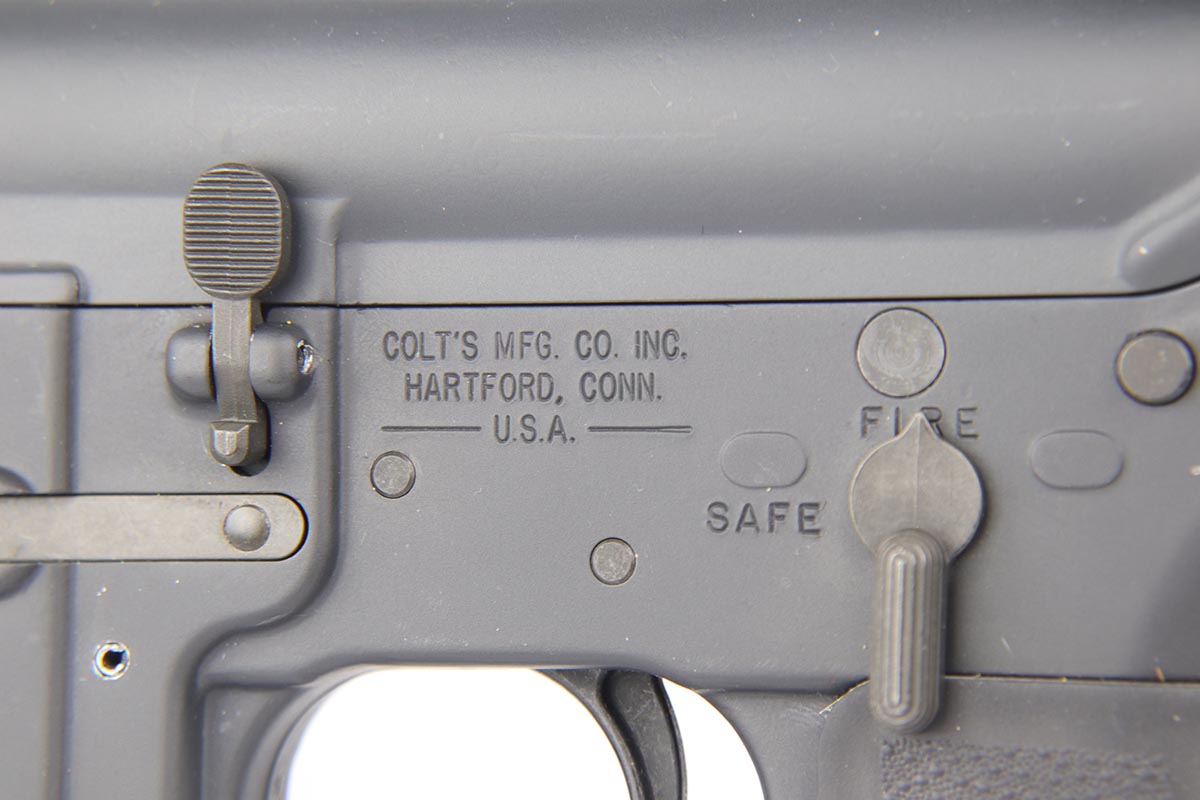 COLT'S MFG. CO. INC.
HARTFORD, CONN.
U.S.A.
FIRE
SAFE